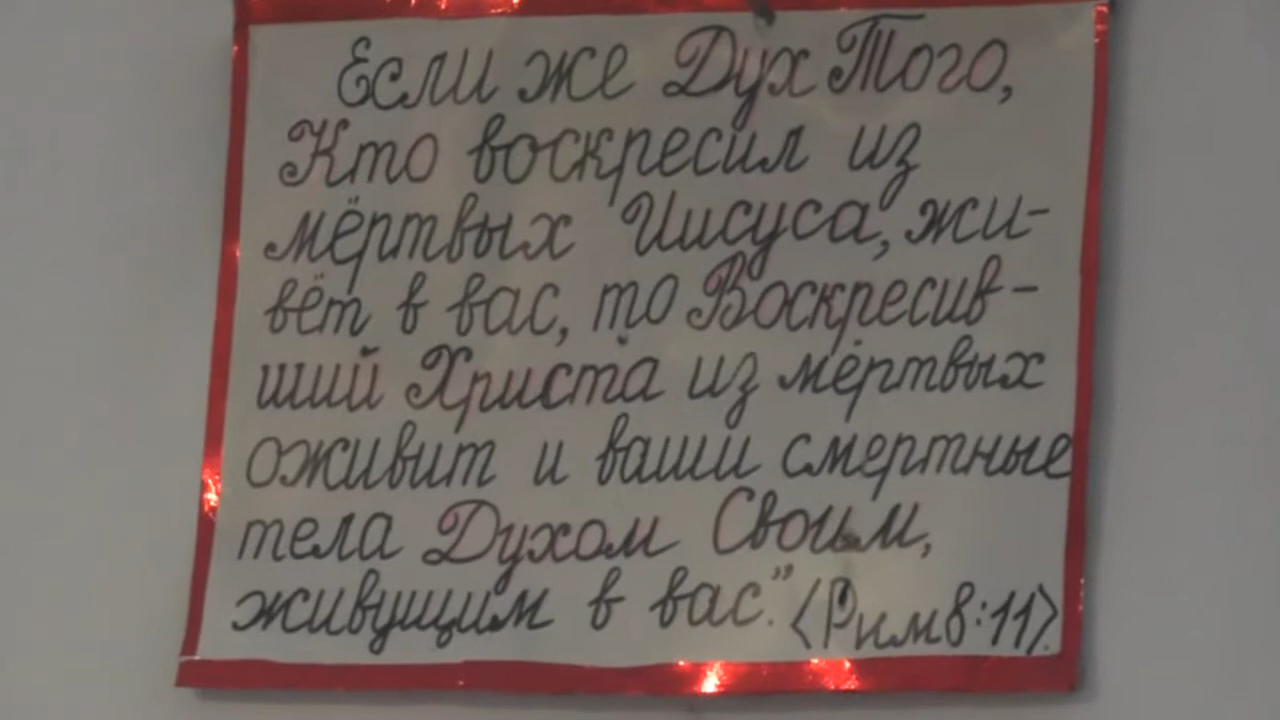 Если же Дух Того,
Кто воскресил из
мёртвых Иисуса, жи-
вёт в вас, то Воскресив-
ший Христа из мёртвых
оживит и ваши смертные
тела Духом Своим,
живущим в вас." <Рим 8:11>.